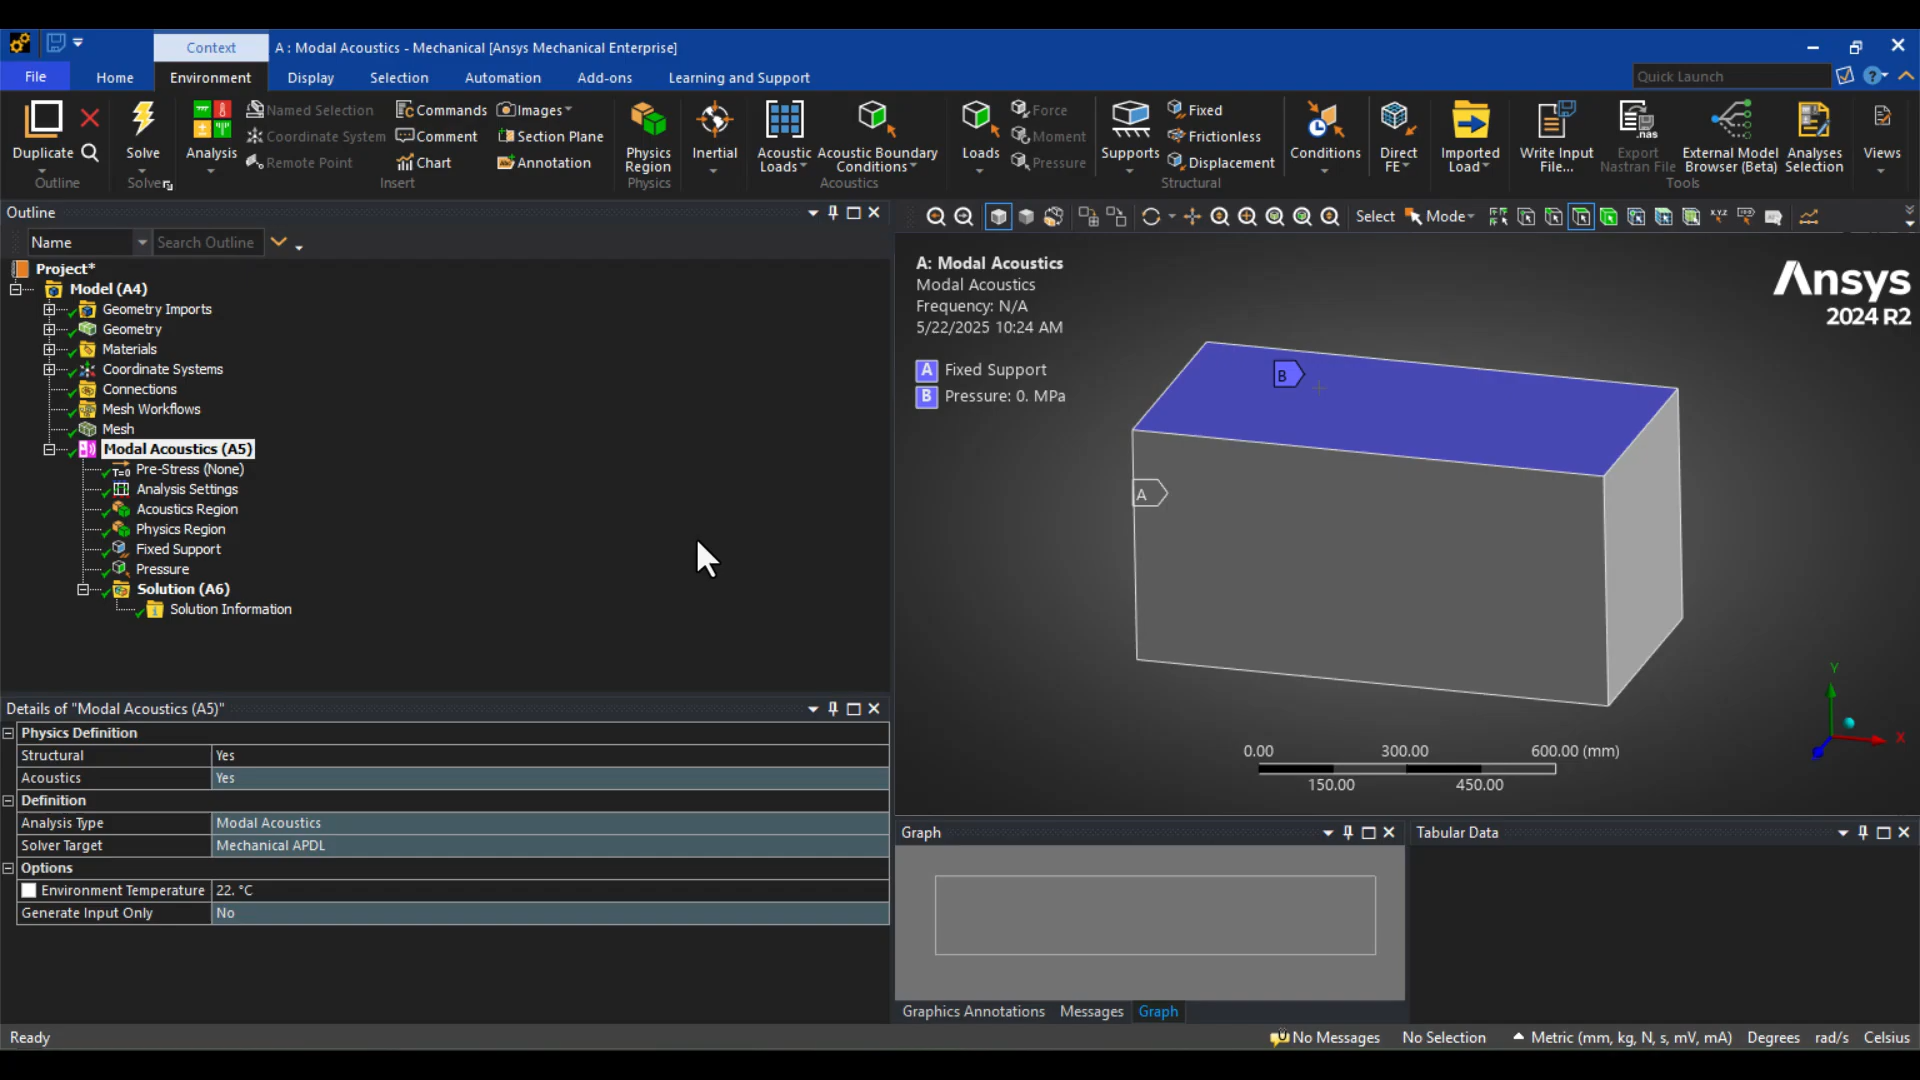 Context
A : Modal Acoustics - Mechanical [Ansys Mechanical Enterprise]
File
Home
Environment
Display
Selection
Automation
Add-ons
Learning and Support
Quick Launch
Duplicate
Outline
Solve
Solver
Analysis
Named Selection
Coordinate System
Remote Point
Commands
Comment
Chart
Images
Section Plane
Annotation
Insert
Physics
Region
Physics
Inertial
Acoustic
Loads
Acoustic Boundary
Conditions
Acoustics
Loads
Force
Moment
Pressure
Supports
Fixed
Frictionless
Displacement
Structural
Conditions
Direct
FE
Imported
Load
Write Input
File...
.nas
Export
Nastran File
External Model
Browser (Beta)
Analyses
Selection
Tools
Views
Outline
Name
Search Outline
Project*
Model (A4)
Geometry Imports
Geometry
Materials
Coordinate Systems
Connections
Mesh Workflows
Mesh
Modal Acoustics (A5)
T=0 Pre-Stress (None)
Analysis Settings
Acoustics Region
Physics Region
Fixed Support
Pressure
Solution (A6)
Solution Information
Details of "Modal Acoustics (A5)"
Physics Definition
Structural Yes
Acoustics Yes
Definition
Analysis Type Modal Acoustics
Solver Target Mechanical APDL
Options
Environment Temperature 22. °C
Generate Input Only No
Select
Mode
A: Modal Acoustics
Modal Acoustics
Frequency: N/A
5/22/2025 10:24 AM
A Fixed Support
B Pressure: 0. MPa
Ansys
2024 R2
B
A
Y
X
0.00 300.00 600.00 (mm)
150.00 450.00
Graph
Graphics Annotations
Messages
Graph
Tabular Data
Ready
No Messages
No Selection
Metric (mm, kg, N, s, mV, mA)
Degrees
rad/s
Celsius